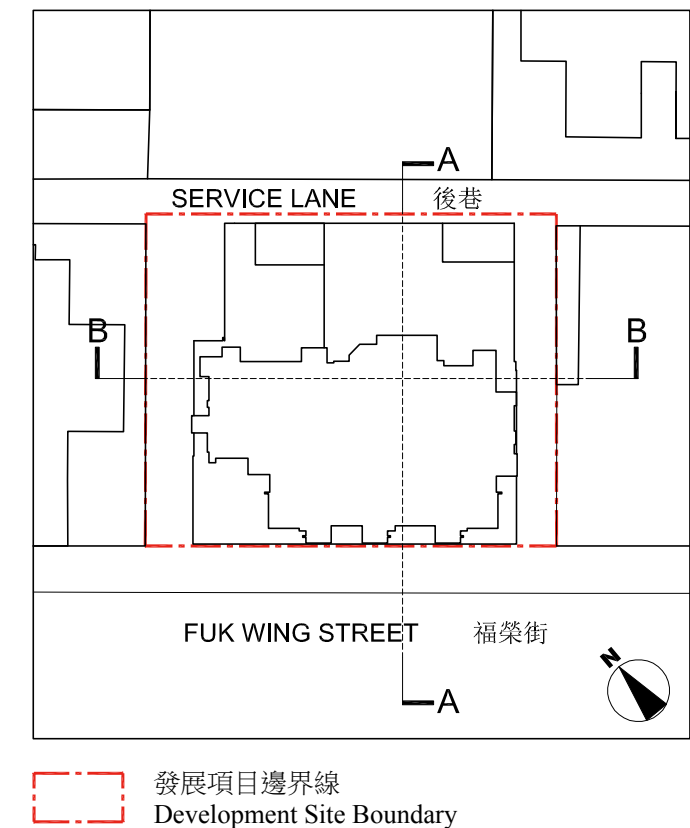 A
SERVICE LANE 後巷
B
B
FUK WING STREET 福榮街
N
A
發展項目邊界線
Development Site Boundary